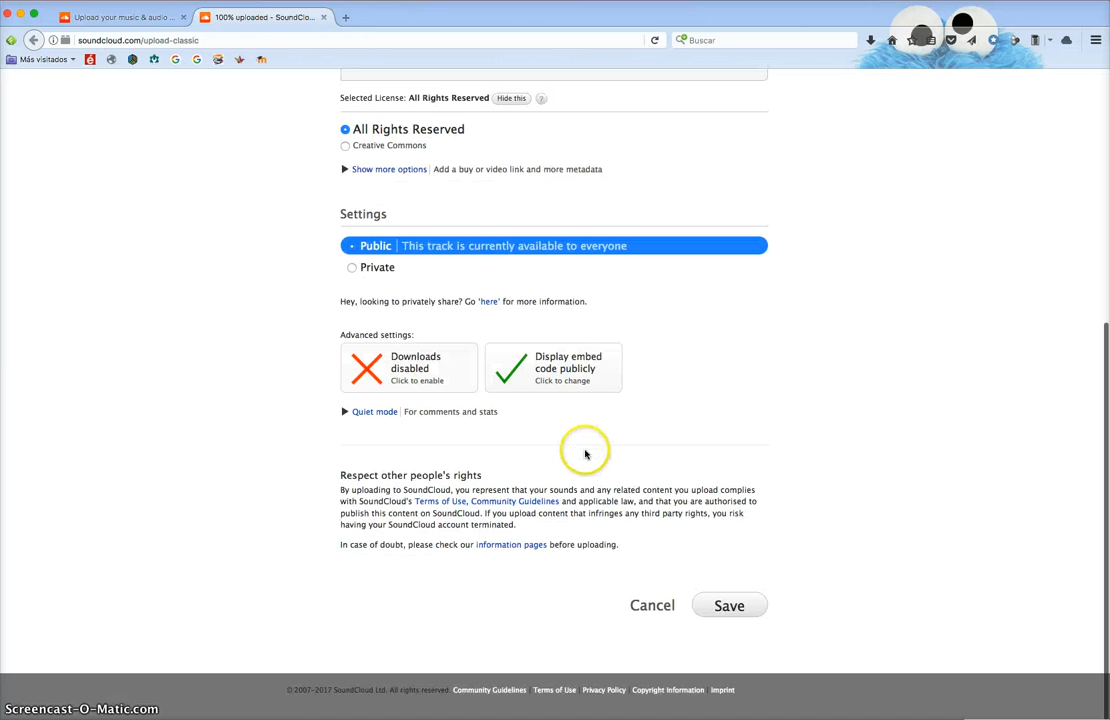 Upload your music & audio ...
100% uploaded - SoundClo...
soundcloud.com/upload-classic
Buscar
Más visitados
Selected License: All Rights Reserved Hide this ?
All Rights Reserved
Creative Commons
Show more options | Add a buy or video link and more metadata
Settings
Public | This track is currently available to everyone
Private
Hey, looking to privately share? Go 'here' for more information.
Advanced settings:
Downloads disabled Click to enable
Display embed code publicly Click to change
Quiet mode | For comments and stats
Respect other people's rights
By uploading to SoundCloud, you represent that your sounds and any related content you upload complies
with SoundCloud's Terms of Use, Community Guidelines and applicable law, and that you are authorised to
publish this content on SoundCloud. If you upload content that infringes any third party rights, you risk
having your SoundCloud account terminated.
In case of doubt, please check our information pages before uploading.
Cancel Save
© 2007-2017 SoundCloud Ltd. All rights reserved. Community Guidelines | Terms of Use | Privacy Policy | Copyright Information | Imprint
Screencast-O-Matic.com